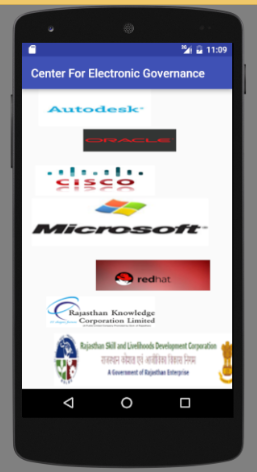 11:09
Center For Electronic Governance
Autodesk
ORACLE
CISCO
Microsoft
redhat
Rajasthan Knowledge
Corporation Limited
Rajasthan Skill and Livelihoods Development Corporation
राजस्थान कौशल एवं आजीविका विकास निगम
A Government of Rajasthan Enterprise